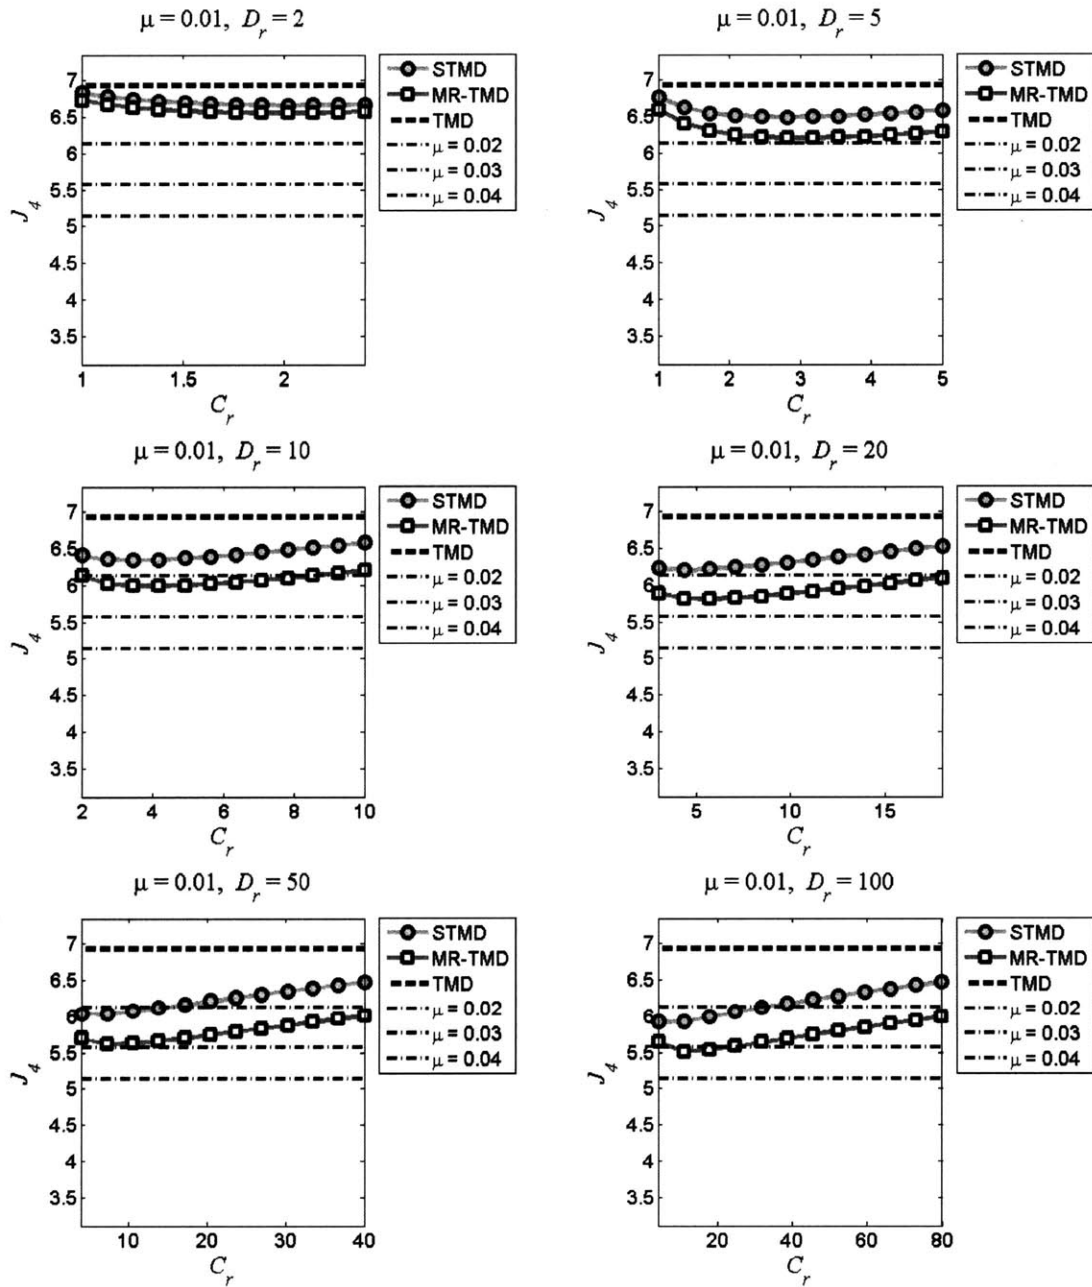 μ = 0.01, D_r = 2
7
6.5
6
5.5
5
4.5
4
3.5
J_4
1 1.5 2
C_r
STMD
MR-TMD
TMD
μ = 0.02
μ = 0.03
μ = 0.04
μ = 0.01, D_r = 5
7
6.5
6
5.5
5
4.5
4
3.5
J_4
1 2 3 4 5
C_r
STMD
MR-TMD
TMD
μ = 0.02
μ = 0.03
μ = 0.04
μ = 0.01, D_r = 10
7
6.5
6
5.5
5
4.5
4
3.5
J_4
2 4 6 8 10
C_r
STMD
MR-TMD
TMD
μ = 0.02
μ = 0.03
μ = 0.04
μ = 0.01, D_r = 20
7
6.5
6
5.5
5
4.5
4
3.5
J_4
5 10 15
C_r
STMD
MR-TMD
TMD
μ = 0.02
μ = 0.03
μ = 0.04
μ = 0.01, D_r = 50
7
6.5
6
5.5
5
4.5
4
3.5
J_4
10 20 30 40
C_r
STMD
MR-TMD
TMD
μ = 0.02
μ = 0.03
μ = 0.04
μ = 0.01, D_r = 100
7
6.5
6
5.5
5
4.5
4
3.5
J_4
20 40 60 80
C_r
STMD
MR-TMD
TMD
μ = 0.02
μ = 0.03
μ = 0.04